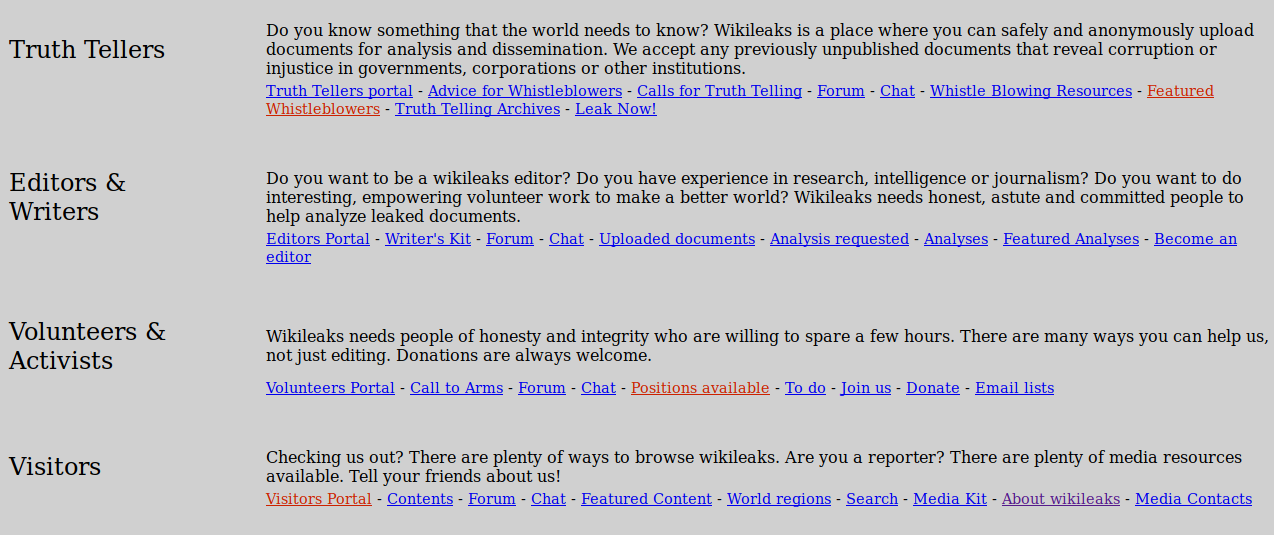 Truth Tellers
Do you know something that the world needs to know? Wikileaks is a place where you can safely and anonymously upload
documents for analysis and dissemination. We accept any previously unpublished documents that reveal corruption or
injustice in governments, corporations or other institutions.
Truth Tellers portal - Advice for Whistleblowers - Calls for Truth Telling - Forum - Chat - Whistle Blowing Resources - Featured
Whistleblowers - Truth Telling Archives - Leak Now!
Editors &
Writers
Do you want to be a wikileaks editor? Do you have experience in research, intelligence or journalism? Do you want to do
interesting, empowering volunteer work to make a better world? Wikileaks needs honest, astute and committed people to
help analyze leaked documents.
Editors Portal - Writer's Kit - Forum - Chat - Uploaded documents - Analysis requested - Analyses - Featured Analyses - Become an
editor
Volunteers &
Activists
Wikileaks needs people of honesty and integrity who are willing to spare a few hours. There are many ways you can help us,
not just editing. Donations are always welcome.
Volunteers Portal - Call to Arms - Forum - Chat - Positions available - To do - Join us - Donate - Email lists
Visitors
Checking us out? There are plenty of ways to browse wikileaks. Are you a reporter? There are plenty of media resources
available. Tell your friends about us!
Visitors Portal - Contents - Forum - Chat - Featured Content - World regions - Search - Media Kit - About wikileaks - Media Contacts